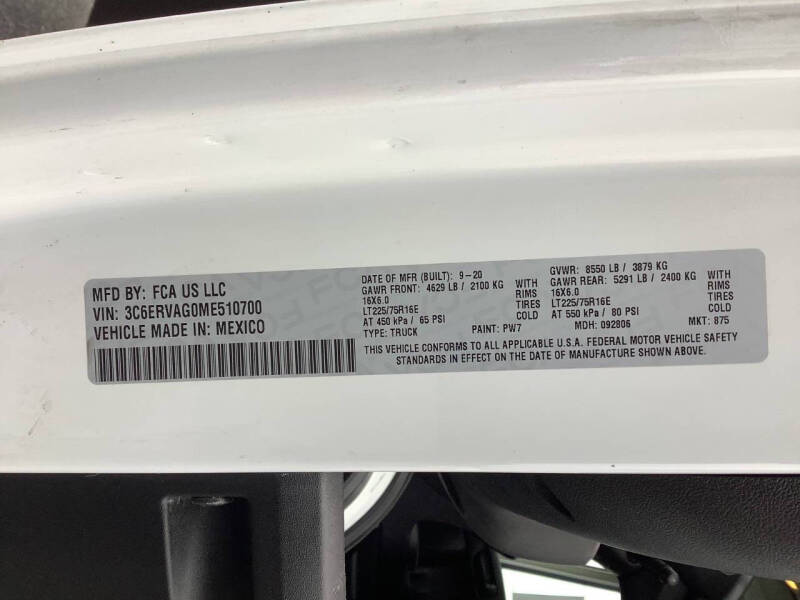 MFD BY: FCA US LLC
VIN: 3C6ERVAG0ME510700
VEHICLE MADE IN: MEXICO
DATE OF MFR (BUILT): 9-20
GAWR FRONT: 4629 LB / 2100 KG WITH
16X6.0 RIMS
LT225/75R16E TIRES
AT 450 kPa / 65 PSI COLD
TYPE: TRUCK PAINT: PW7
GVWR: 8550 LB / 3879 KG
GAWR REAR: 5291 LB / 2400 KG WITH
16X6.0 RIMS
LT225/75R16E TIRES
AT 550 kPa / 80 PSI COLD
MDH: 092806 MKT: 875
THIS VEHICLE CONFORMS TO ALL APPLICABLE U.S.A. FEDERAL MOTOR VEHICLE SAFETY
STANDARDS IN EFFECT ON THE DATE OF MANUFACTURE SHOWN ABOVE.